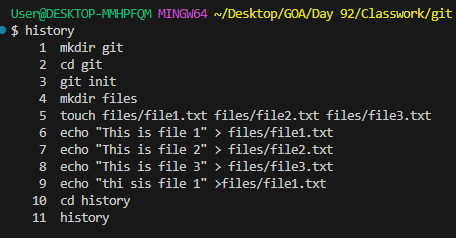 User@DESKTOP-MMHPFQM MINGW64 ~/Desktop/GOA/Day 92/Classwork/git
$ history
1 mkdir git
2 cd git
3 git init
4 mkdir files
5 touch files/file1.txt files/file2.txt files/file3.txt
6 echo "This is file 1" > files/file1.txt
7 echo "This is file 2" > files/file2.txt
8 echo "This is file 3" > files/file3.txt
9 echo "thi sis file 1" >files/file1.txt
10 cd history
11 history